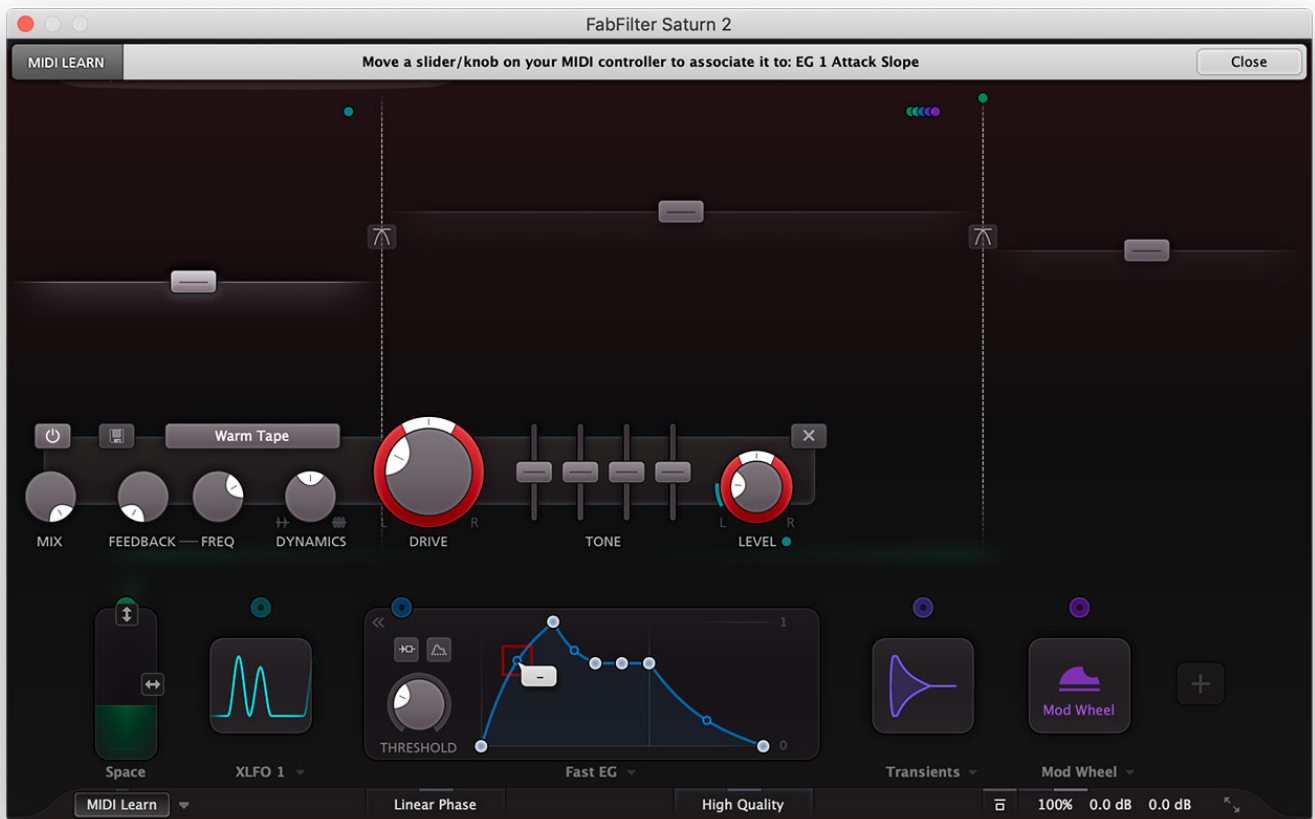 FabFilter Saturn 2
MIDI LEARN
Move a slider/knob on your MIDI controller to associate it to: EG 1 Attack Slope
Close
Warm Tape
L R
L R
MIX
FEEDBACK
FREQ
DYNAMICS
DRIVE
TONE
LEVEL
1
-
0
THRESHOLD
Mod Wheel
Space
XLFO 1
Fast EG
Transients
Mod Wheel
MIDI Learn
Linear Phase
High Quality
100%
0.0 dB
0.0 dB